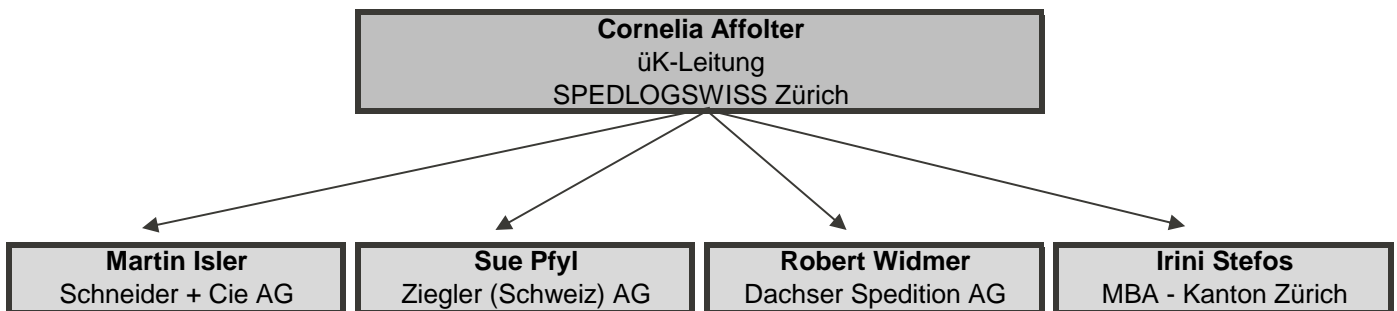 Cornelia Affolter
üK-Leitung
SPEDLOGSWISS Zürich
Martin Isler
Schneider + Cie AG
Sue Pfyl
Ziegler (Schweiz) AG
Robert Widmer
Dachser Spedition AG
Irini Stefos
MBA - Kanton Zürich